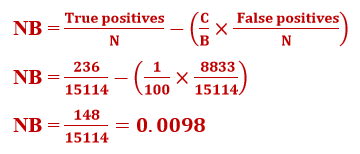 NB = True positives / N − (C / B × False positives / N)
NB = 236 / 15114 − (1 / 100 × 8833 / 15114)
NB = 148 / 15114 = 0.0098